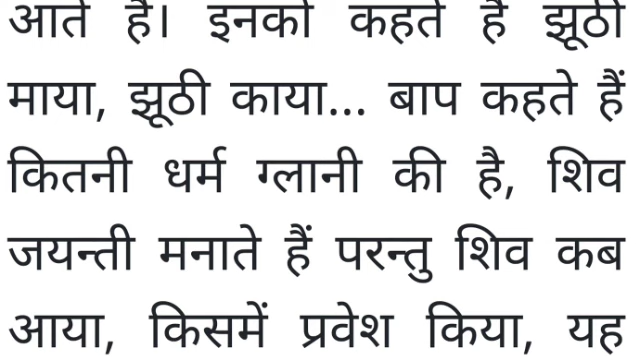 आते हैं। इनको कहते हैं झूठी
माया, झूठी काया... बाप कहते हैं
कितनी धर्म ग्लानी की है, शिव
जयन्ती मनाते हैं परन्तु शिव कब
आया, किसमें प्रवेश किया, यह